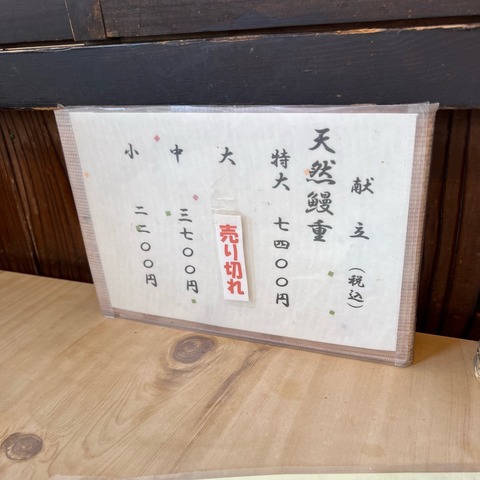 献立（税込）
天然鰻重
特大 七四〇〇円
大 売り切れ
中 三七〇〇円
小 二二〇〇円